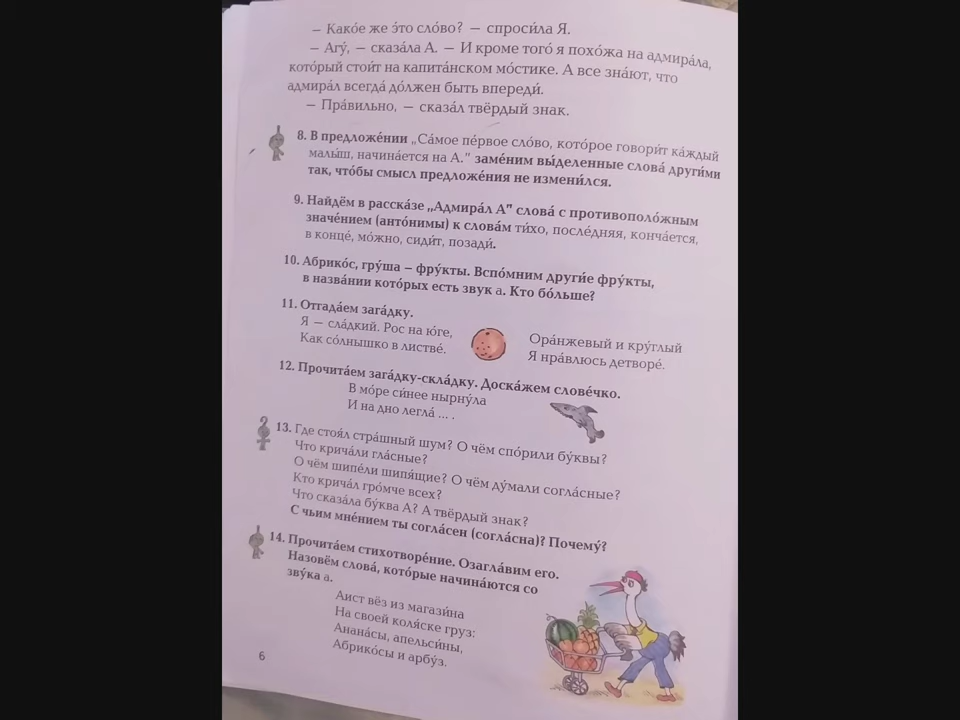 – Како́е же э́то сло́во? – спроси́ла Я.
– Агу́, – сказа́ла А. – И кроме того́ я похо́жа на адмира́ла,
кото́рый стои́т на капита́нском мо́стике. А все зна́ют, что
адмира́л всегда́ до́лжен быть впереди́.
– Пра́вильно, – сказа́л твёрдый знак.
8. В предложе́нии „Са́мое пе́рвое сло́во, кото́рое говори́т ка́ждый
малы́ш, начина́ется на А.” заме́ним вы́деленные слова́ други́ми
так, что́бы смысл предложе́ния не измени́лся.
9. Найдём в расска́зе „Адмира́л А” слова́ с противополо́жным
значе́нием (анто́нимы) к слова́м ти́хо, после́дняя, конча́ется,
в конце́, мо́жно, сиди́т, позади́.
10. Абрико́с, гру́ша – фру́кты. Вспо́мним други́е фру́кты,
в назва́нии кото́рых есть звук а. Кто бо́льше?
11. Отгада́ем зага́дку.
Я – сла́дкий. Рос на ю́ге,
Как со́лнышко в листве́.
Ора́нжевый и кру́глый
Я нра́влюсь детворе́.
12. Прочита́ем зага́дку-скла́дку. Доска́жем слове́чко.
В мо́ре си́нее нырну́ла
И на дно легла́ ... .
13. Где стоя́л стра́шный шум? О чём спо́рили бу́квы?
Что крича́ли гла́сные?
О чём шипе́ли шипя́щие? О чём ду́мали согла́сные?
Кто крича́л гро́мче всех?
Что сказа́ла бу́ква А? А твёрдый знак?
С чьим мне́нием ты согла́сен (согла́сна)? Почему́?
14. Прочита́ем стихотворе́ние. Озагла́вим его.
Назовём слова́, кото́рые начина́ются со
зву́ка а.
Аист вёз из магази́на
На своей коля́ске груз:
Анана́сы, апельси́ны,
Абрико́сы и арбу́з.
6